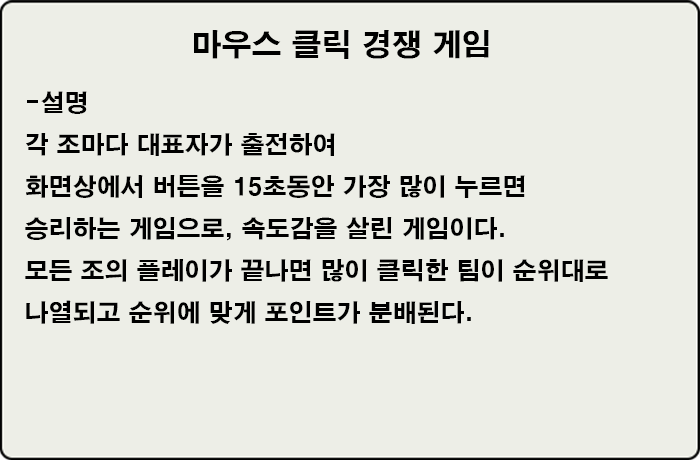 마우스 클릭 경쟁 게임
-설명
각 조마다 대표자가 출전하여
화면상에서 버튼을 15초동안 가장 많이 누르면
승리하는 게임으로, 속도감을 살린 게임이다.
모든 조의 플레이가 끝나면 많이 클릭한 팀이 순위대로
나열되고 순위에 맞게 포인트가 분배된다.